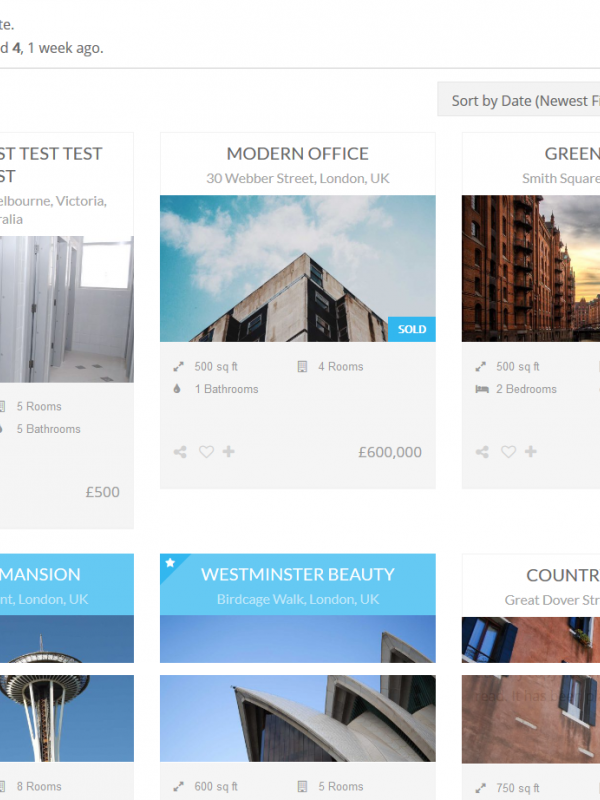 te.
d 4, 1 week ago.
Sort by Date (Newest Fi
ST TEST TEST
ST
elbourne, Victoria,
ralia
5 Rooms
5 Bathrooms
£500
MODERN OFFICE
30 Webber Street, London, UK
SOLD
500 sq ft
4 Rooms
1 Bathrooms
£600,000
GREEN
Smith Square
500 sq ft
2 Bedrooms
MANSION
nt, London, UK
8 Rooms
WESTMINSTER BEAUTY
Birdcage Walk, London, UK
600 sq ft
5 Rooms
COUNTR
Great Dover Str
750 sq ft